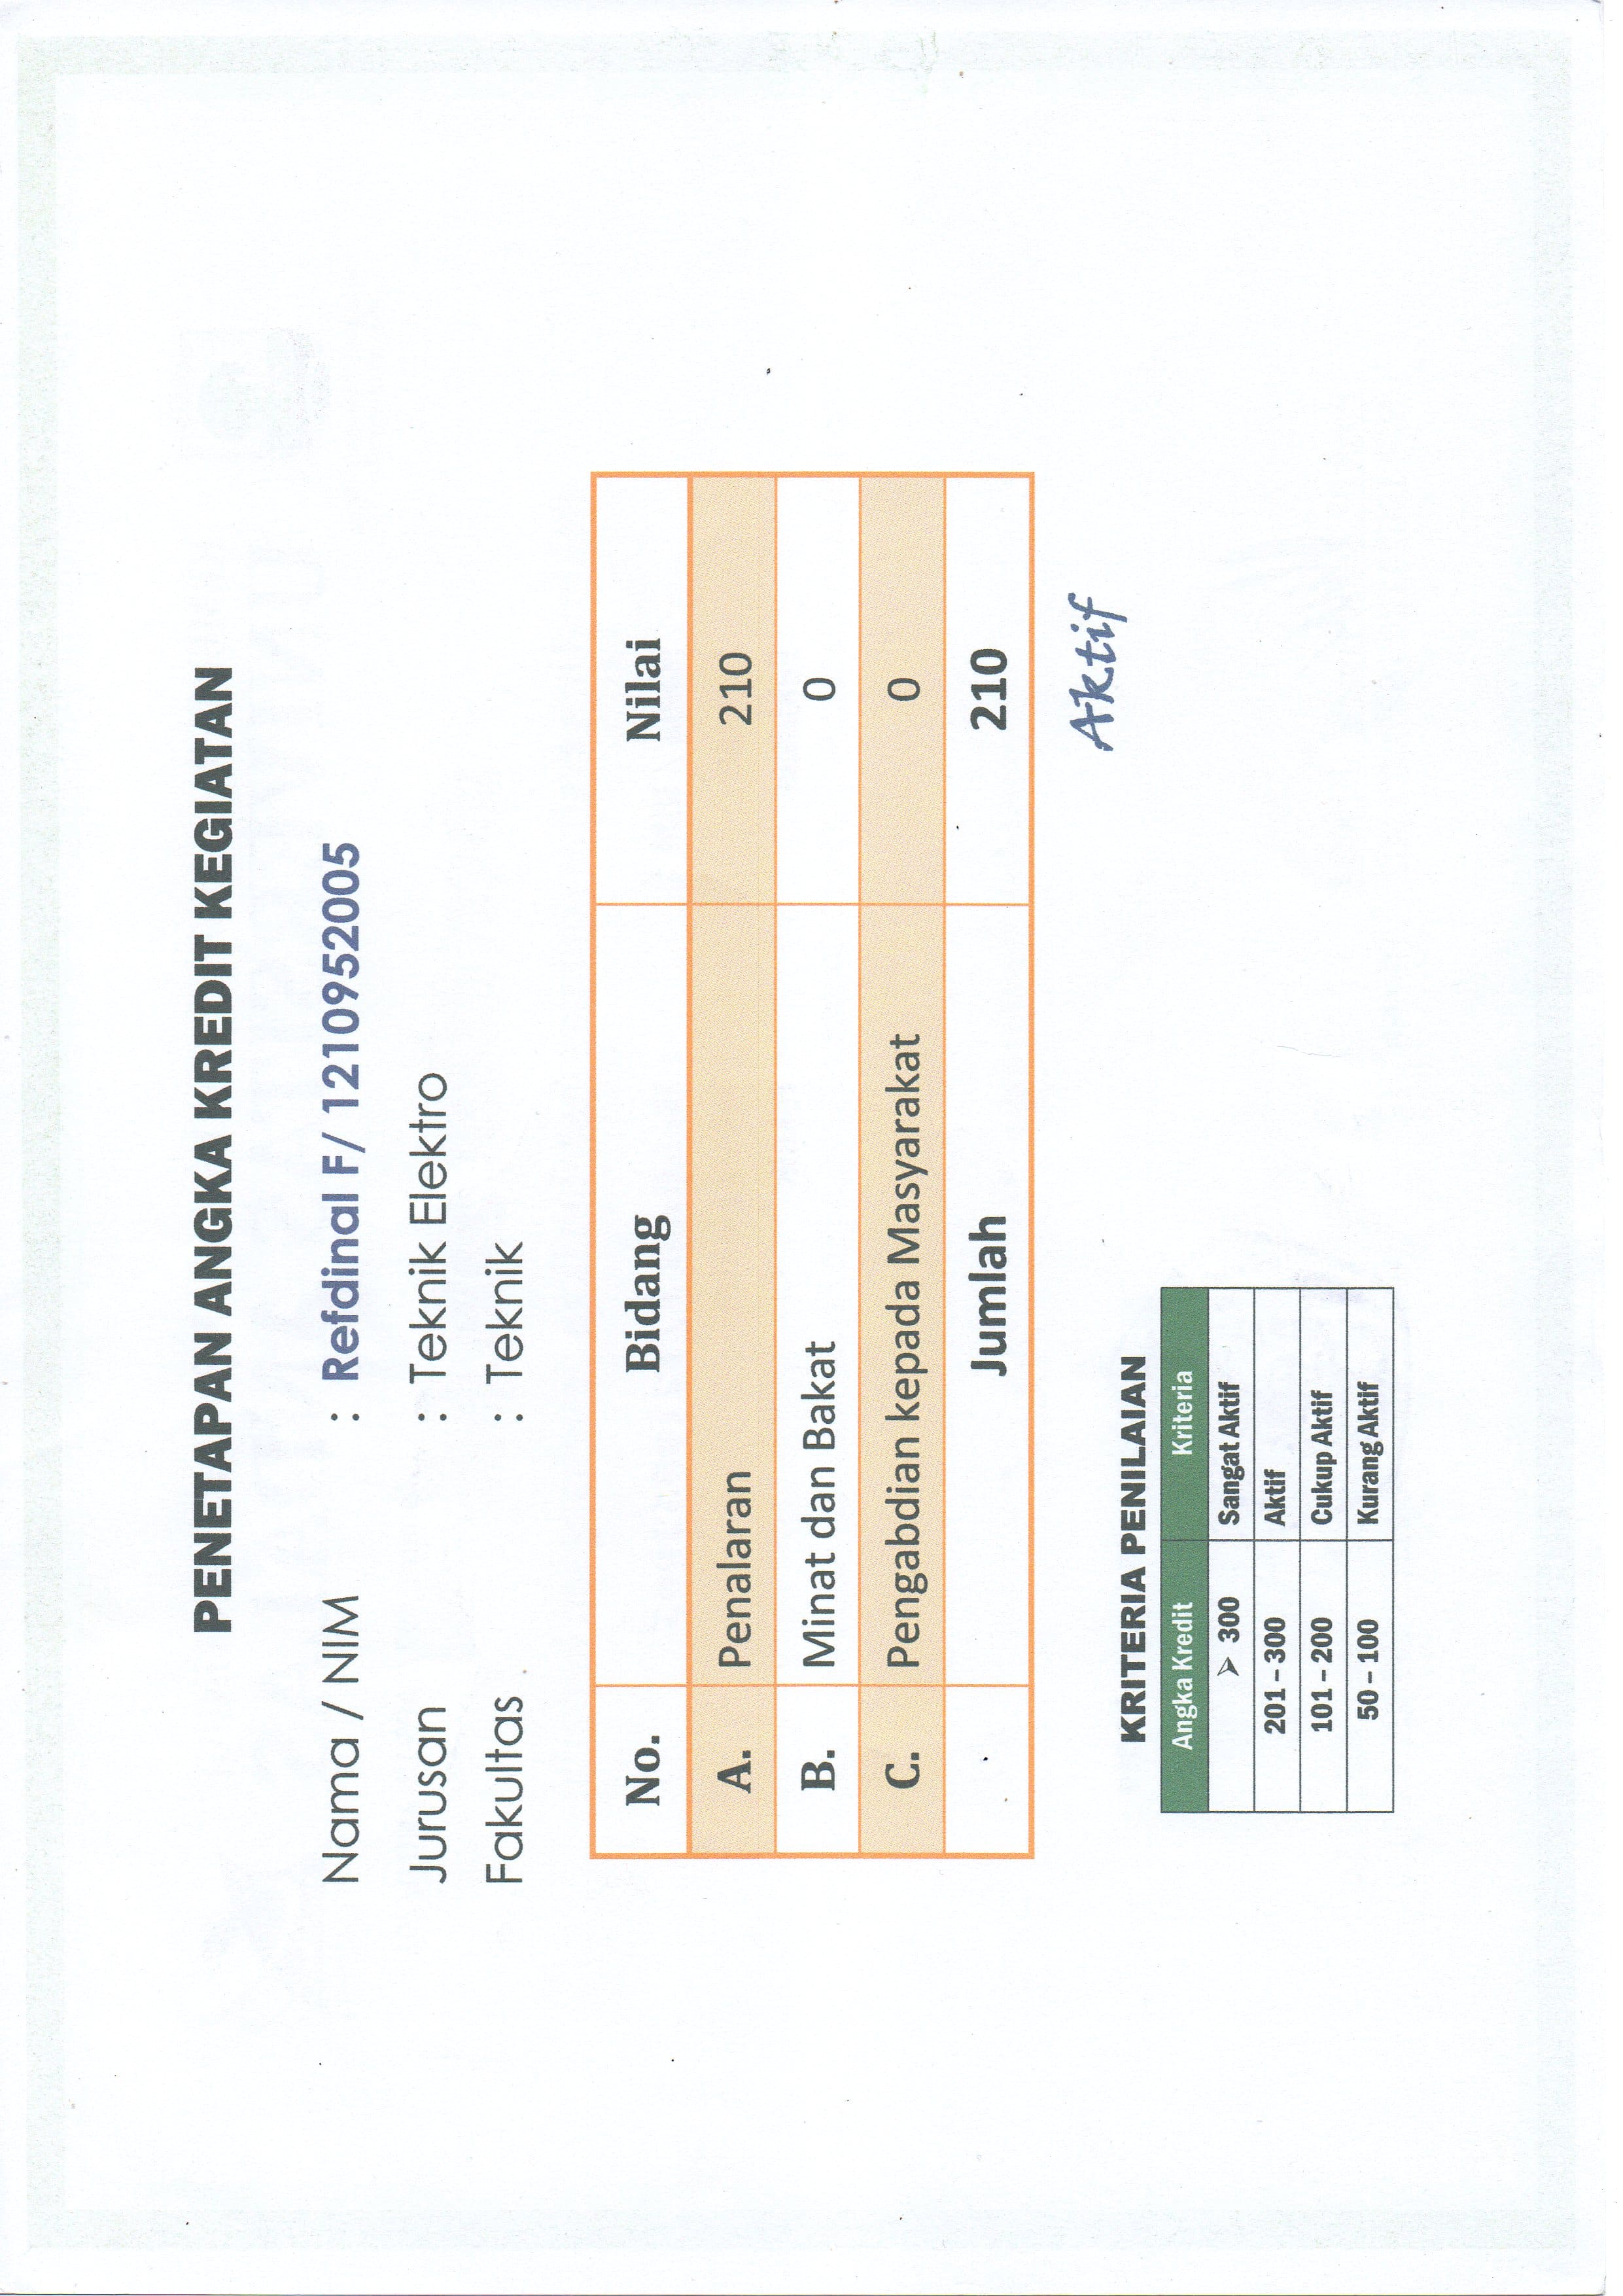 PENETAPAN ANGKA KREDIT KEGIATAN
Nama / NIM : Refdinal F/ 1210952005
Jurusan : Teknik Elektro
Fakultas : Teknik
No. Bidang Nilai
A. Penalaran 210
B. Minat dan Bakat 0
C. Pengabdian kepada Masyarakat 0
Jumlah 210
Aktif
KRITERIA PENILAIAN
Angka Kredit Kriteria
➢ 300 Sangat Aktif
201 – 300 Aktif
101 – 200 Cukup Aktif
50 – 100 Kurang Aktif